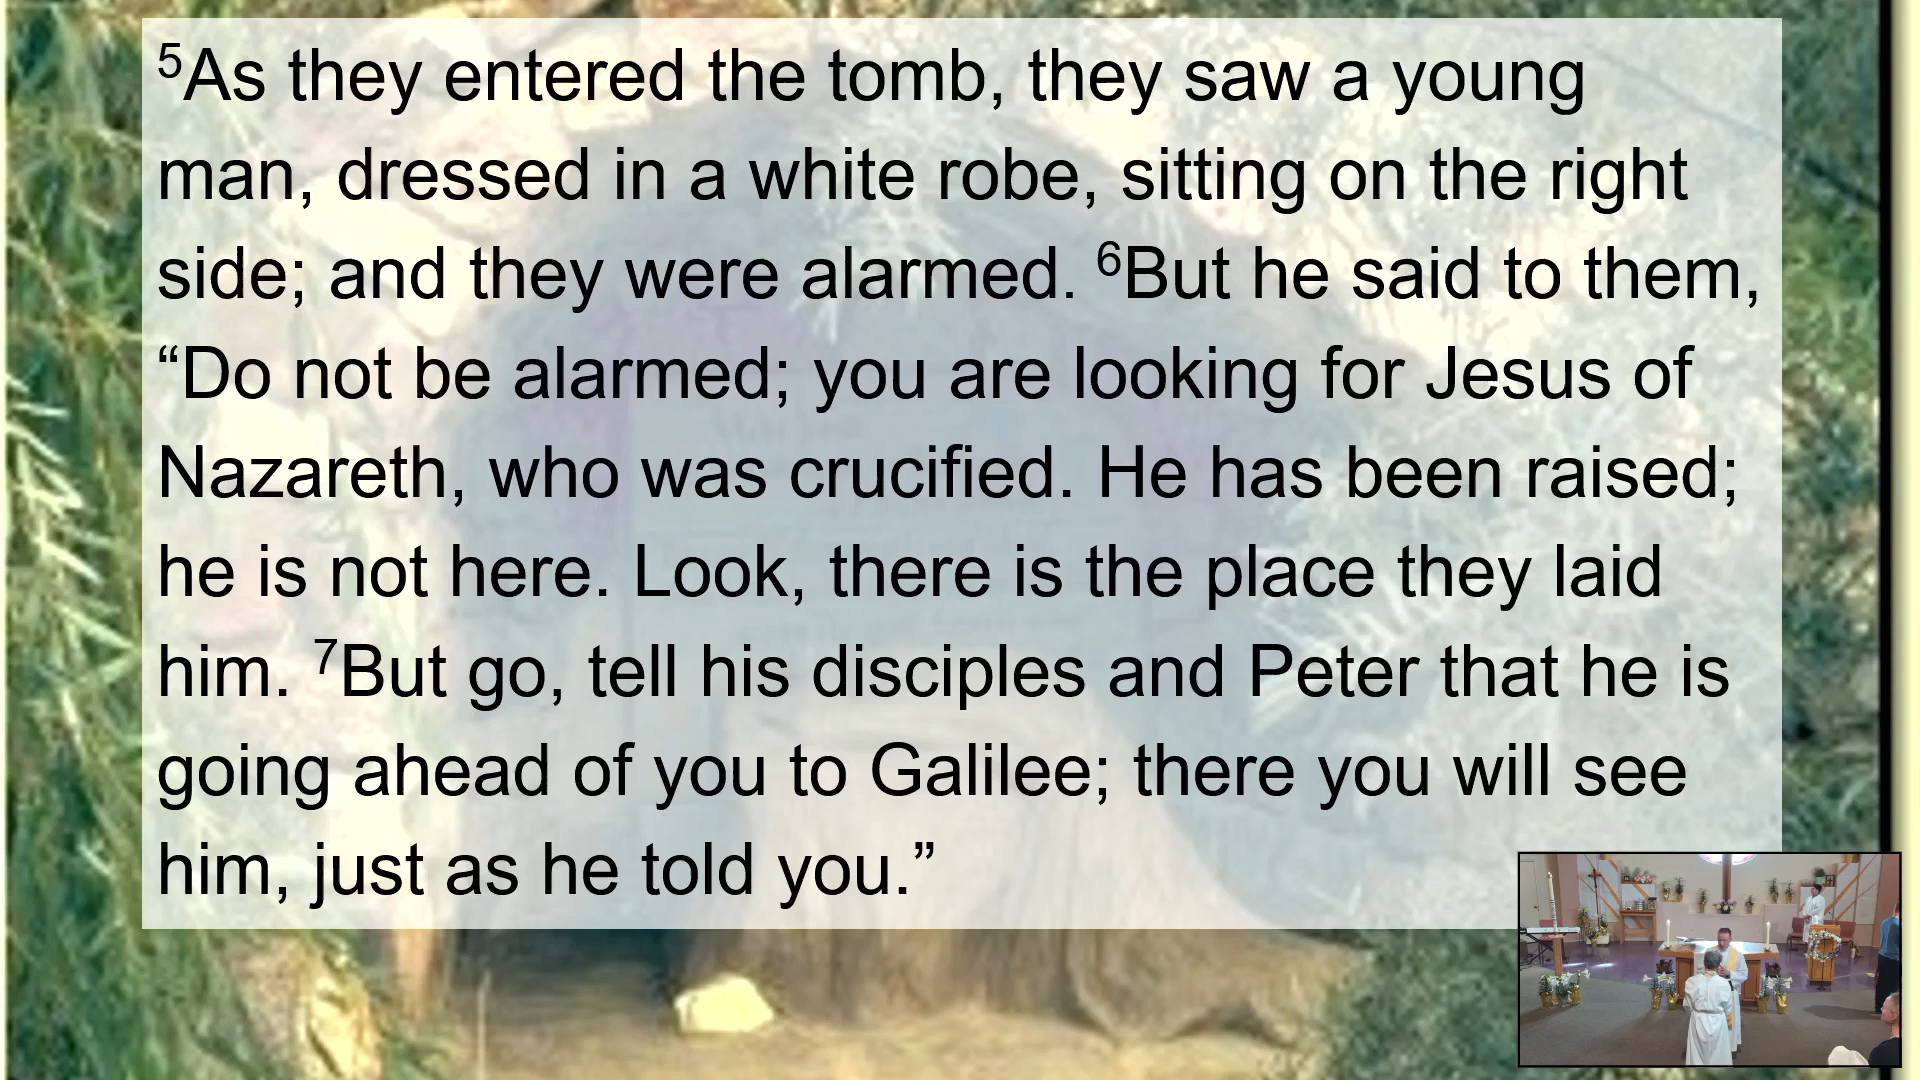 ⁵As they entered the tomb, they saw a young
man, dressed in a white robe, sitting on the right
side; and they were alarmed. ⁶But he said to them,
“Do not be alarmed; you are looking for Jesus of
Nazareth, who was crucified. He has been raised;
he is not here. Look, there is the place they laid
him. ⁷But go, tell his disciples and Peter that he is
going ahead of you to Galilee; there you will see
him, just as he told you.”